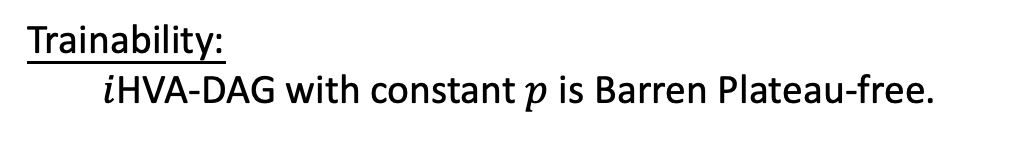 Trainability:
iHVA-DAG with constant p is Barren Plateau-free.